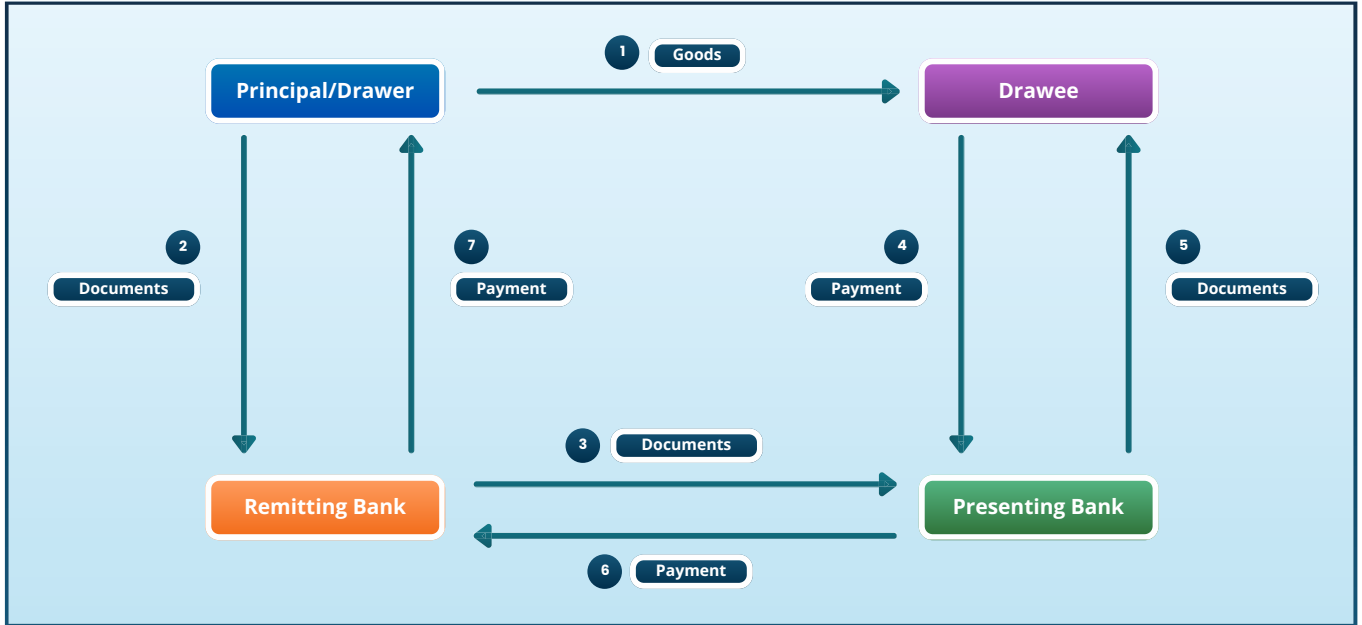 1 Goods
Principal/Drawer
Drawee
2
7
4
5
Documents
Payment
Payment
Documents
3 Documents
Remitting Bank
Presenting Bank
6 Payment